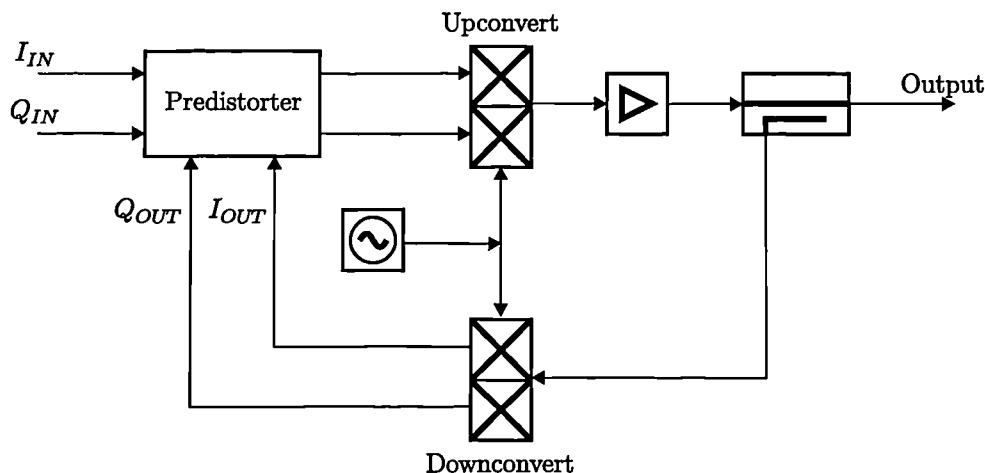 Upconvert
I_IN
Predistorter
Output
Q_IN
Q_OUT
I_OUT
Downconvert